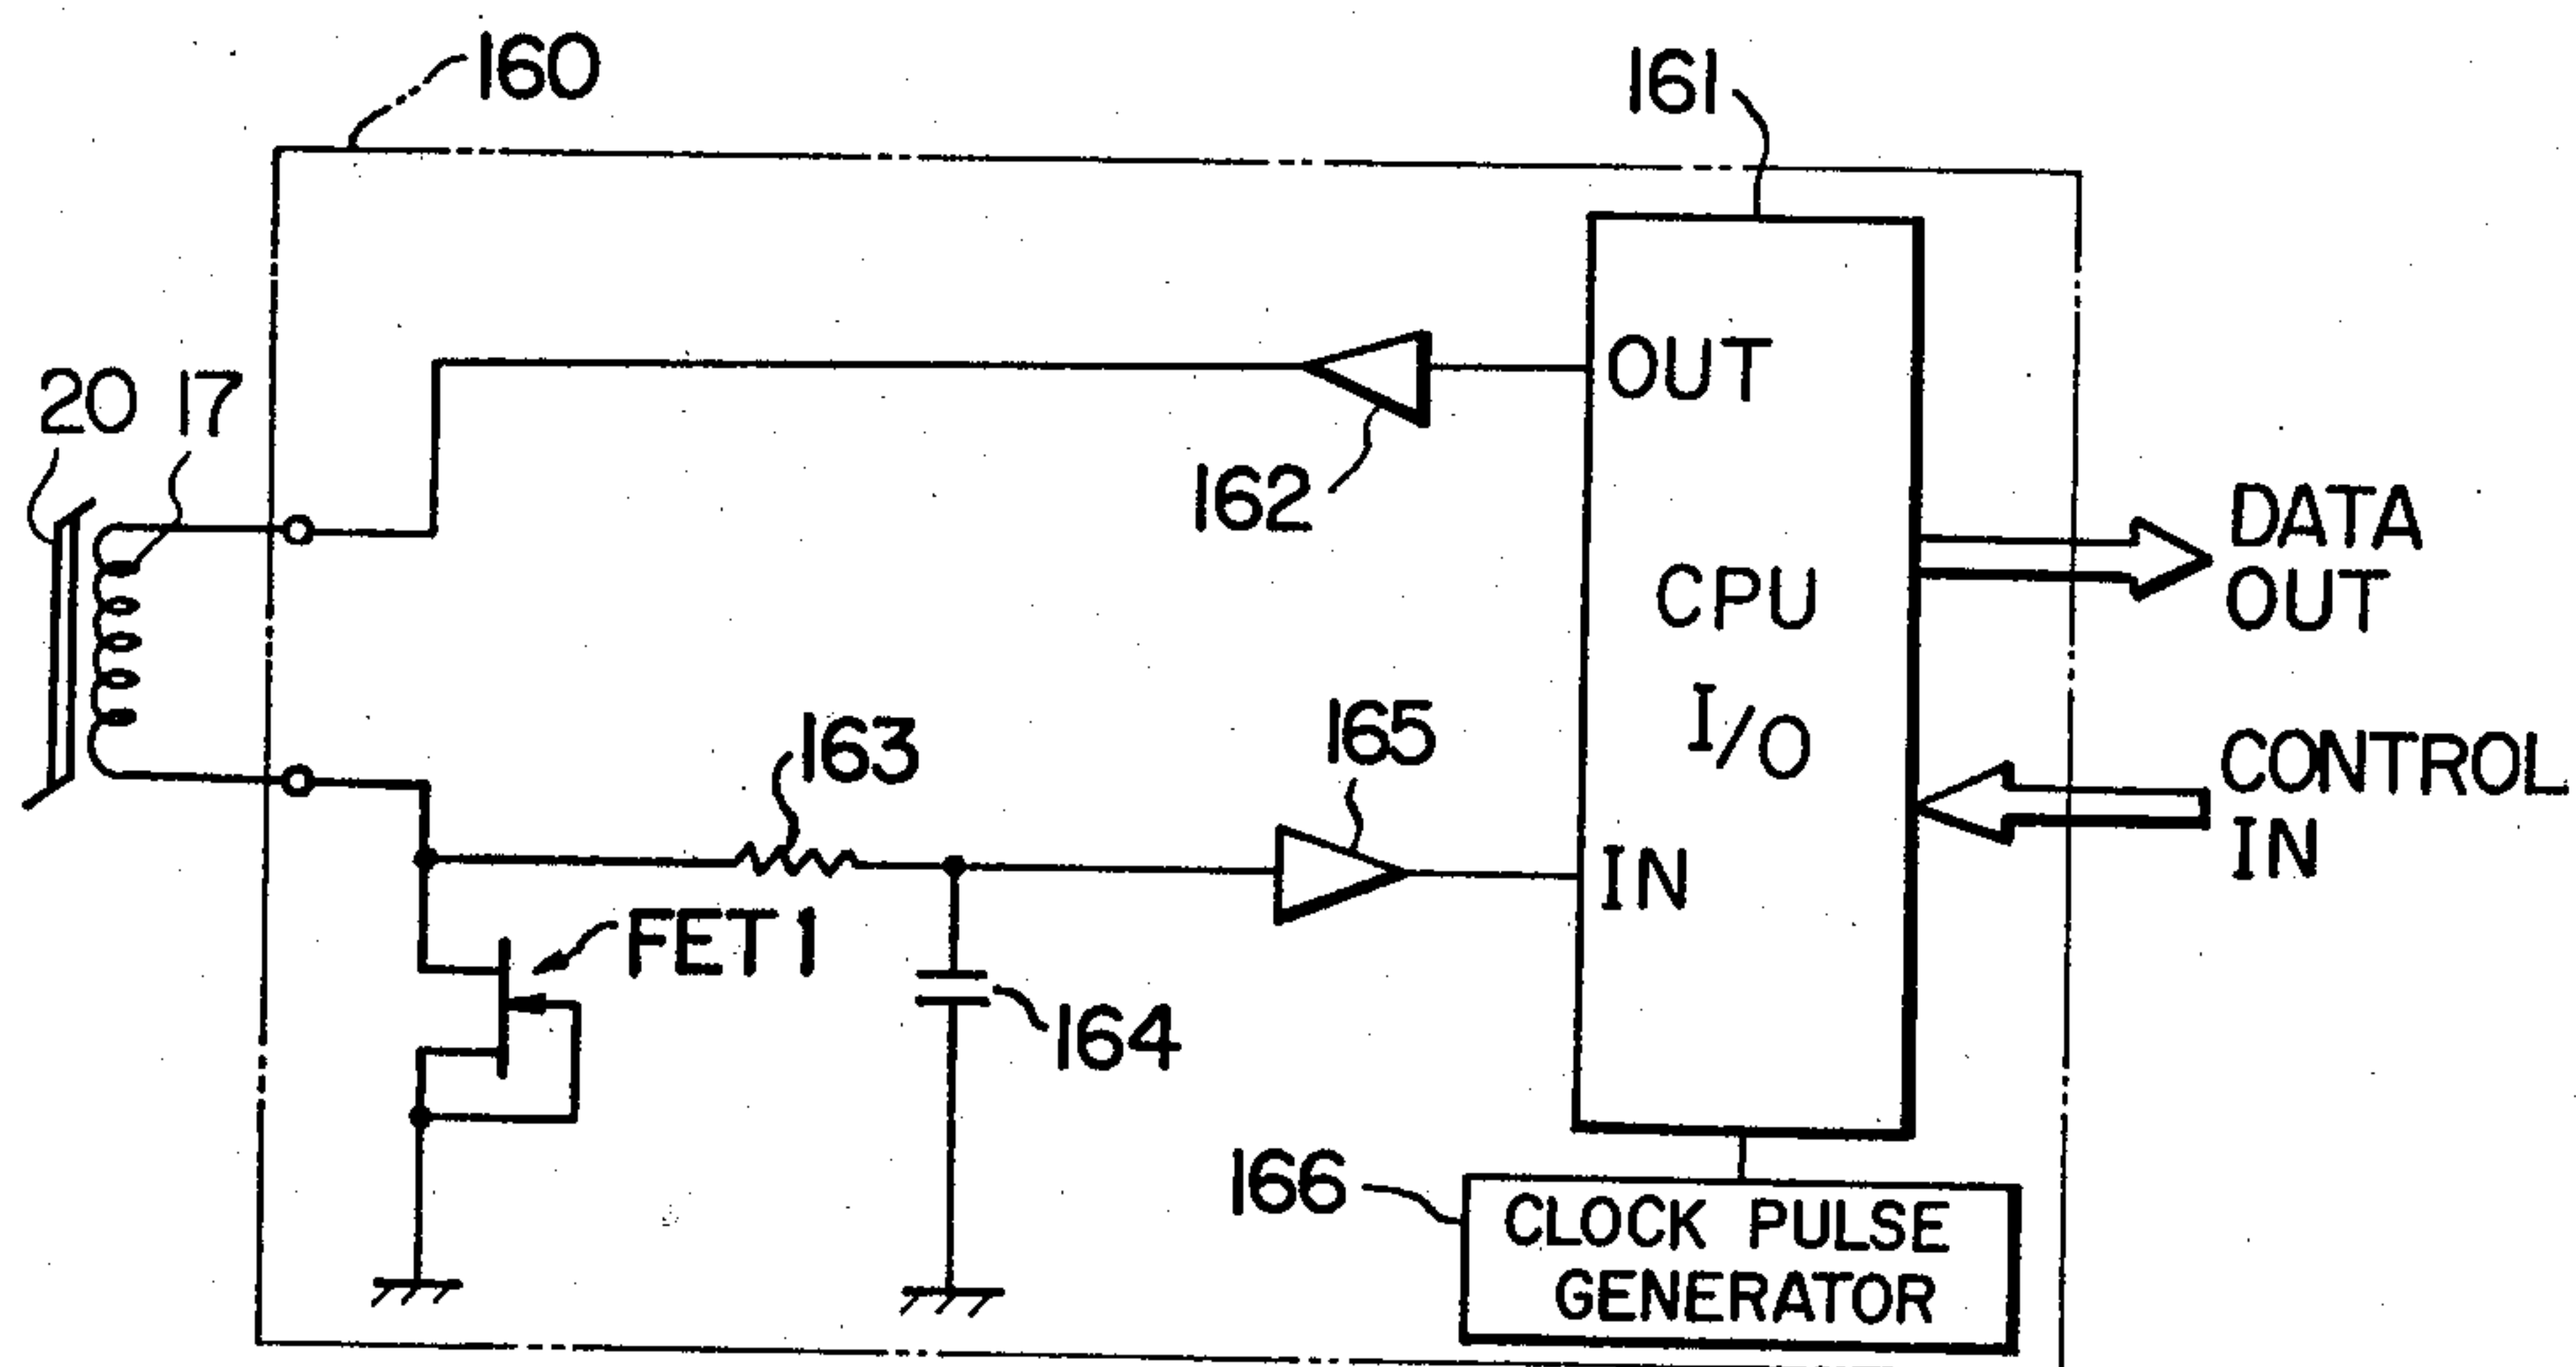 160
161
20
17
OUT
162
DATA
OUT
CPU
I/O
163
165
CONTROL
IN
IN
FET 1
164
166
CLOCK PULSE
GENERATOR